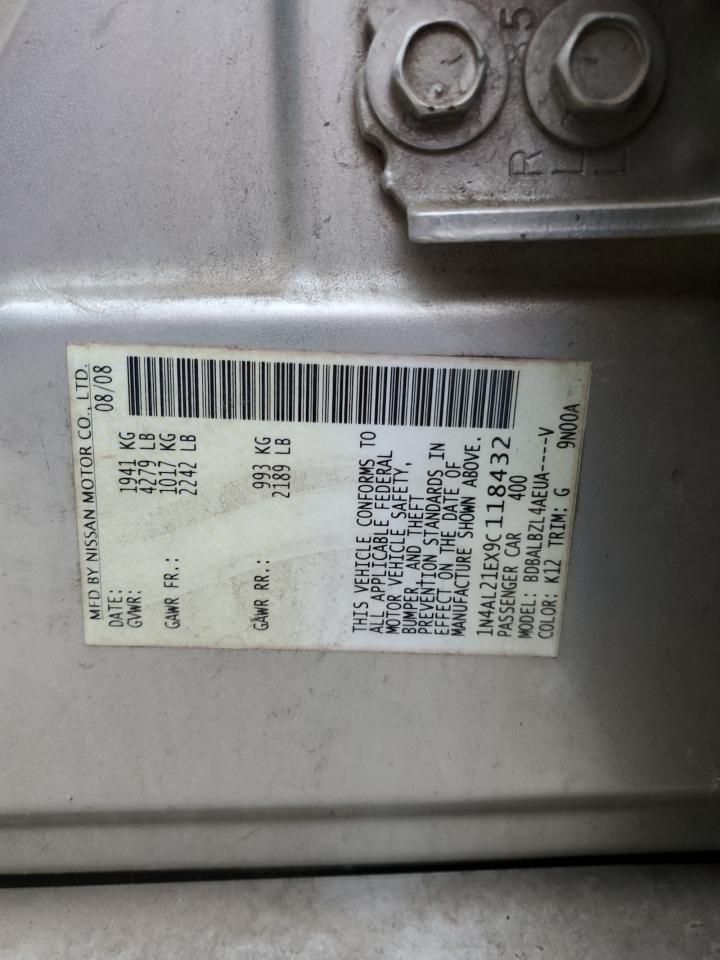 MFD BY NISSAN MOTOR CO., LTD.
DATE: 08/08
GVWR: 1941 KG
4279 LB
GAWR FR.: 1017 KG
2242 LB
GAWR RR.: 993 KG
2189 LB
THIS VEHICLE CONFORMS TO
ALL APPLICABLE FEDERAL
MOTOR VEHICLE SAFETY,
BUMPER, AND THEFT
PREVENTION STANDARDS IN
EFFECT ON THE DATE OF
MANUFACTURE SHOWN ABOVE.
1N4AL21EX9C118432
PASSENGER CAR 400
MODEL: BDBALBZL4AEUA----V
COLOR: K12 TRIM: G 9N00A